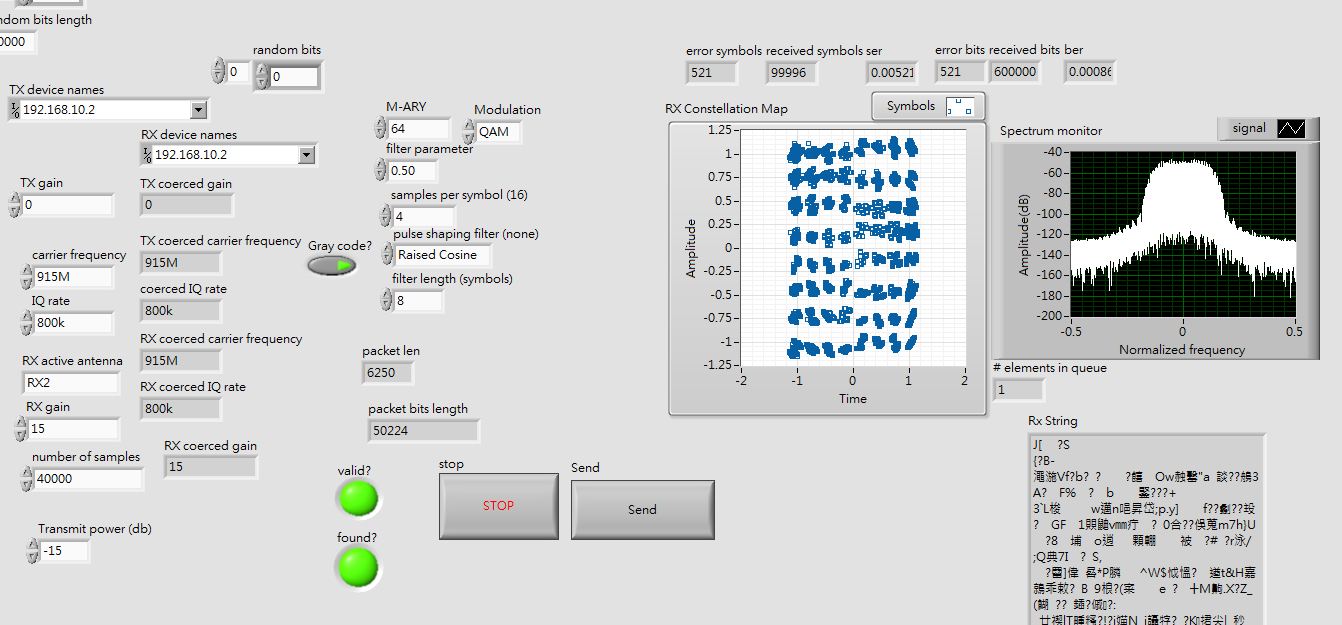 ndom bits length
0000
random bits
0
0
TX device names
192.168.10.2
RX device names
192.168.10.2
TX gain
0
TX coerced gain
0
carrier frequency
915M
TX coerced carrier frequency
915M
IQ rate
800k
coerced IQ rate
800k
RX coerced carrier frequency
915M
RX active antenna
RX2
RX coerced IQ rate
800k
RX gain
15
RX coerced gain
15
number of samples
40000
Transmit power (db)
-15
M-ARY
64
Modulation
QAM
filter parameter
0.50
samples per symbol (16)
4
pulse shaping filter (none)
Raised Cosine
Gray code?
filter length (symbols)
8
packet len
6250
packet bits length
50224
valid?
found?
stop
STOP
Send
Send
error symbols received symbols ser
521
99996
0.00521
error bits received bits ber
521
600000
0.00086
RX Constellation Map
Symbols
1.25
1
0.75
0.5
0.25
0
-0.25
-0.5
-0.75
-1
-1.25
Amplitude
-2
-1
0
1
2
Time
Spectrum monitor
signal
-40
-60
-80
-100
-120
-140
-160
-180
-200
Amplitude(dB)
-0.5
0
0.5
Normalized frequency
# elements in queue
1
Rx String
J[ ?S
{?B-